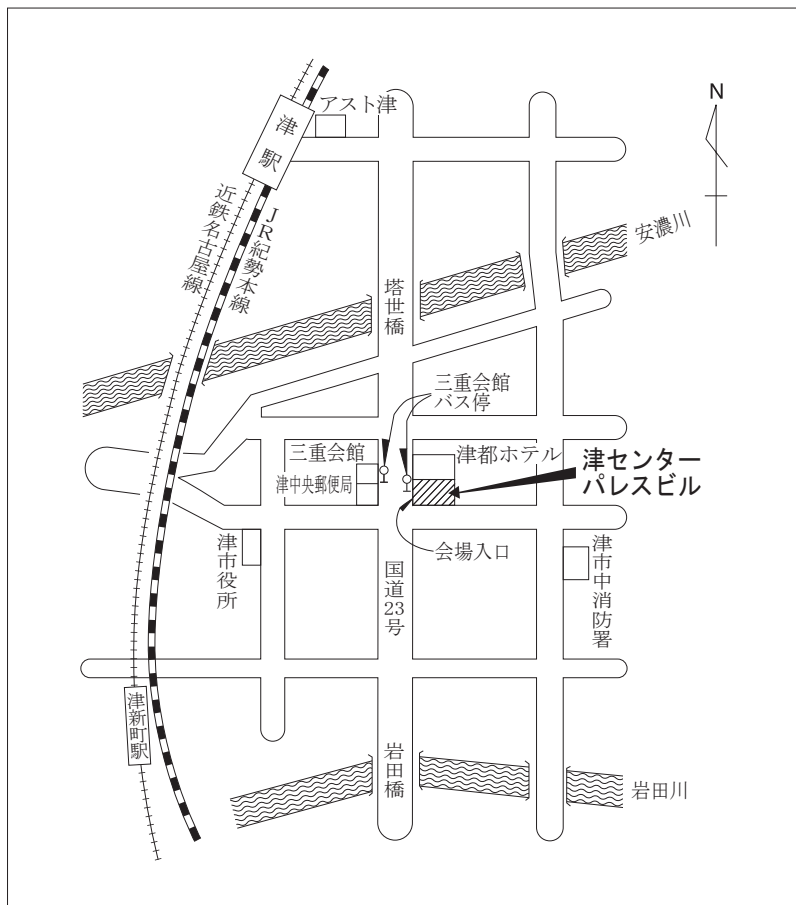 N
アスト津
津駅
近鉄名古屋線
JR紀勢本線
安濃川
塔世橋
三重会館
バス停
三重会館
津都ホテル
津中央郵便局
津センター
パレスビル
会場入口
津市役所
国道23号
津市中消防署
津新町駅
岩田橋
岩田川